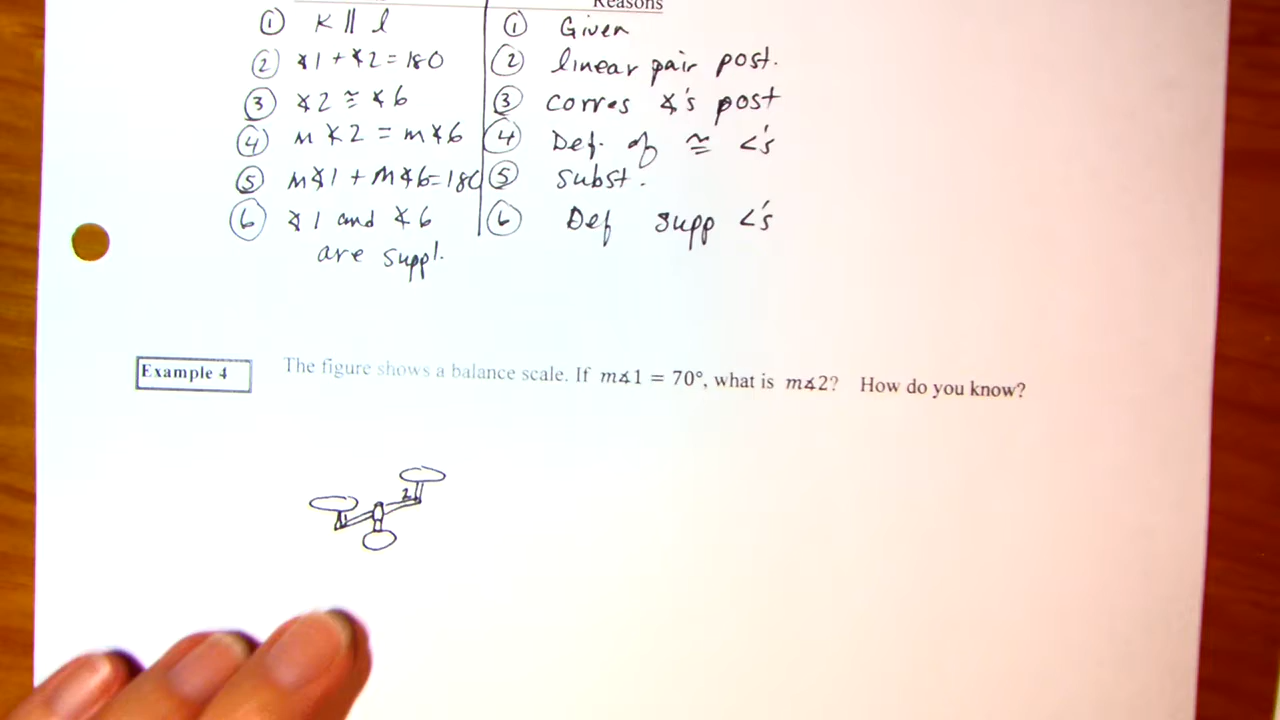 Reasons
① K ∥ l ① Given
② ∡1 + ∡2 = 180 ② linear pair post.
③ ∡2 ≅ ∡6 ③ corres ∡'s post
④ m∡2 = m∡6 ④ Def. of ≅ <'s
⑤ m∡1 + m∡6 = 180 ⑤ subst.
⑥ ∡1 and ∡6 ⑥ Def supp <'s
are suppl.
Example 4 The figure shows a balance scale. If m∡1 = 70°, what is m∡2? How do you know?
2
1